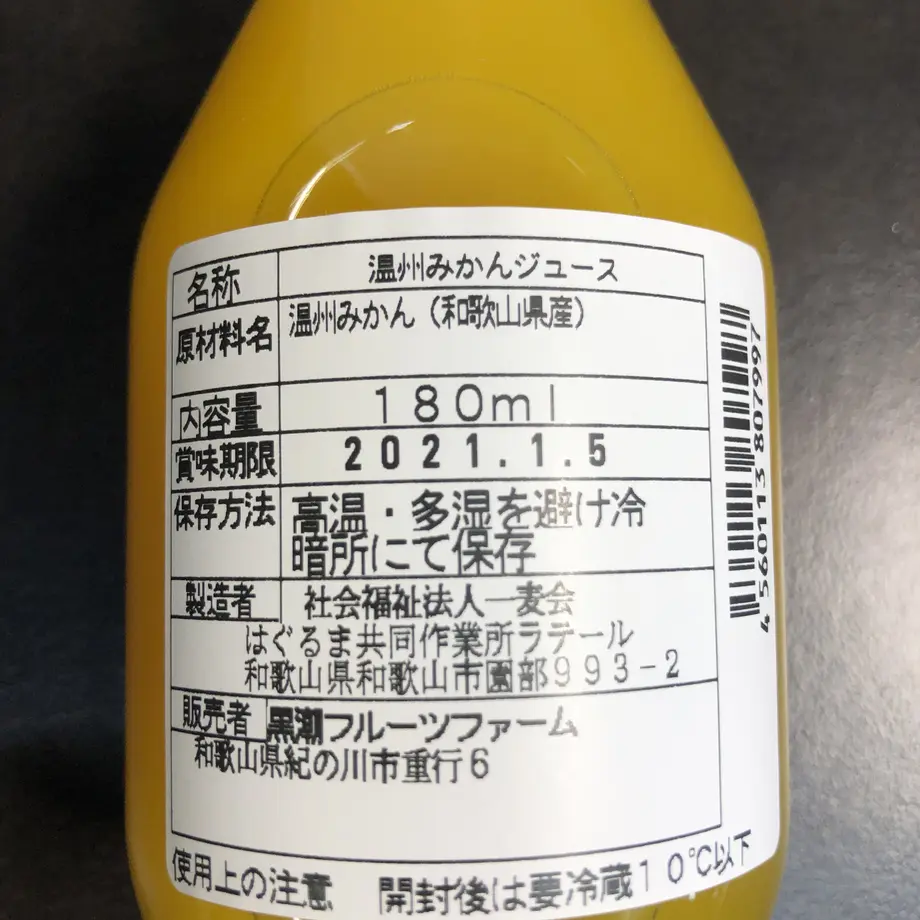 名称 温州みかんジュース
原材料名 温州みかん（和歌山県産）
内容量 180ml
賞味期限 2021.1.5
保存方法 高温・多湿を避け冷
暗所にて保存
製造者 社会福祉法人一麦会
はぐるま共同作業所ラテール
和歌山県和歌山市園部993-2
販売者 黒潮フルーツファーム
和歌山県紀の川市重行6
使用上の注意 開封後は要冷蔵10℃以下
4 560113 807997